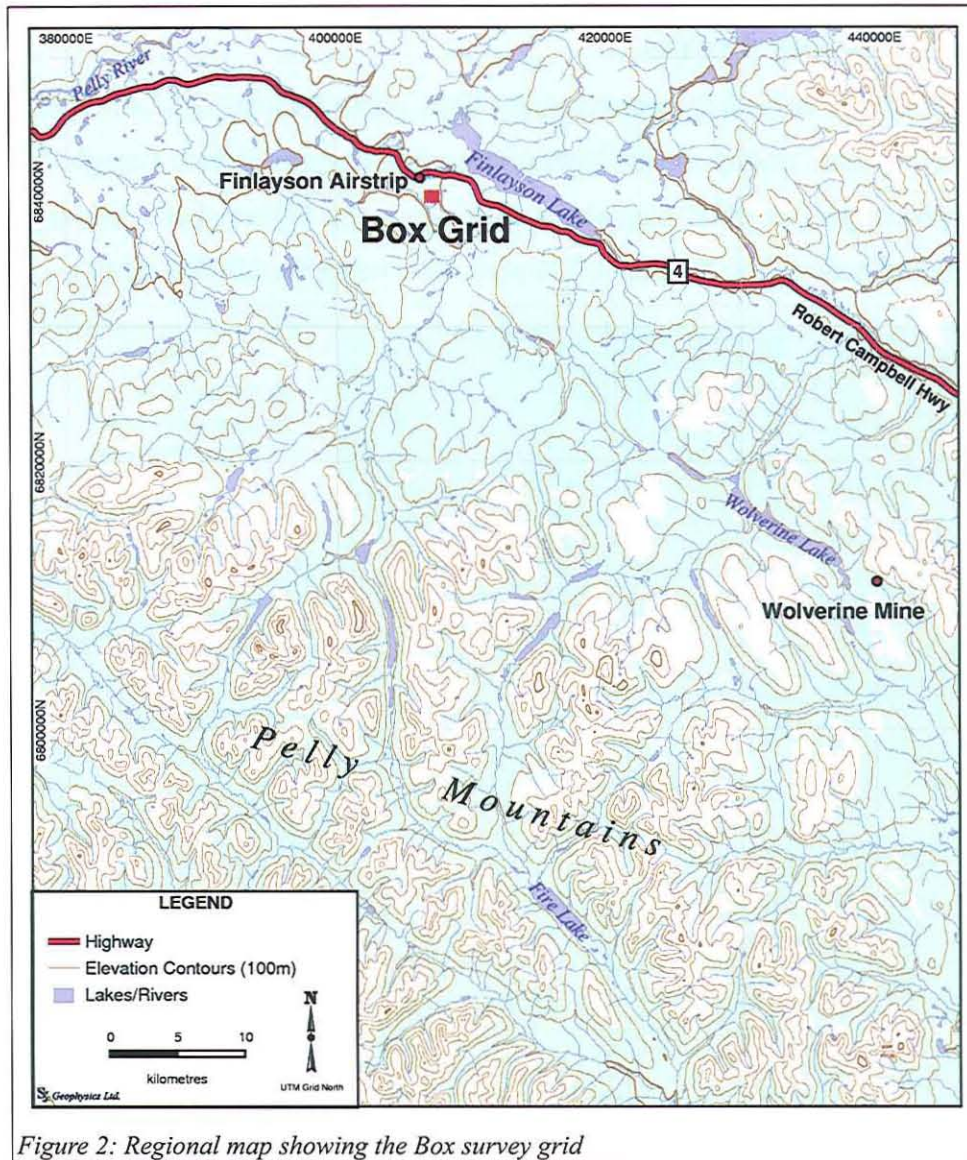 380000E 400000E 420000E 440000E
Pelly River
6840000N
Finlayson Airstrip
Finlayson Lake
Box Grid
4
Robert Campbell Hwy
6820000N
Wolverine Lake
Wolverine Mine
6800000N
Pelly
Mountains
Fire Lake
LEGEND
Highway
Elevation Contours (100m)
Lakes/Rivers
0 5 10
kilometres
N
UTM Grid North
SJ Geophysics Ltd.
Figure 2: Regional map showing the Box survey grid